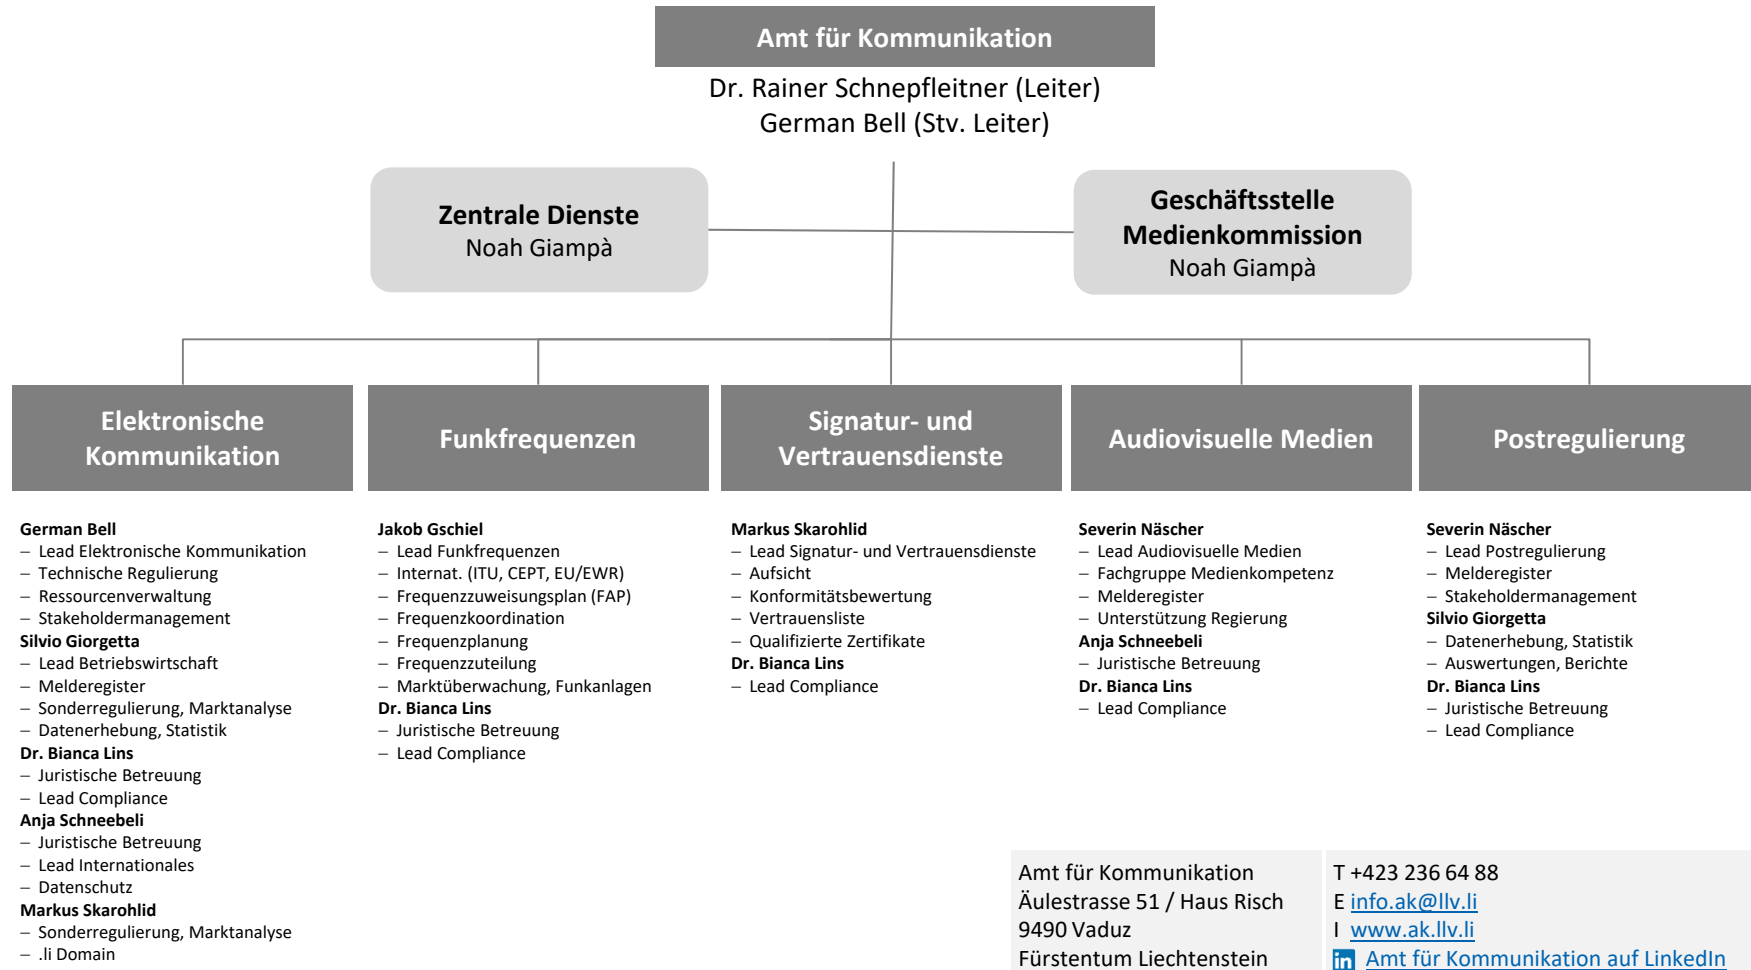 Amt für Kommunikation
Dr. Rainer Schnepfleitner (Leiter)
German Bell (Stv. Leiter)
Zentrale Dienste
Noah Giampà
Geschäftsstelle
Medienkommission
Noah Giampà
Elektronische
Kommunikation
German Bell
– Lead Elektronische Kommunikation
– Technische Regulierung
– Ressourcenverwaltung
– Stakeholdermanagement
Silvio Giorgetta
– Lead Betriebswirtschaft
– Melderegister
– Sonderregulierung, Marktanalyse
– Datenerhebung, Statistik
Dr. Bianca Lins
– Juristische Betreuung
– Lead Compliance
Anja Schneebeli
– Juristische Betreuung
– Lead Internationales
– Datenschutz
Markus Skarohlid
– Sonderregulierung, Marktanalyse
– .li Domain
Funkfrequenzen
Jakob Gschiel
– Lead Funkfrequenzen
– Internat. (ITU, CEPT, EU/EWR)
– Frequenzzuweisungsplan (FAP)
– Frequenzkoordination
– Frequenzplanung
– Frequenzzuteilung
– Marktüberwachung, Funkanlagen
Dr. Bianca Lins
– Juristische Betreuung
– Lead Compliance
Signatur- und
Vertrauensdienste
Markus Skarohlid
– Lead Signatur- und Vertrauensdienste
– Aufsicht
– Konformitätsbewertung
– Vertrauensliste
– Qualifizierte Zertifikate
Dr. Bianca Lins
– Lead Compliance
Audiovisuelle Medien
Severin Näscher
– Lead Audiovisuelle Medien
– Fachgruppe Medienkompetenz
– Melderegister
– Unterstützung Regierung
Anja Schneebeli
– Juristische Betreuung
Dr. Bianca Lins
– Lead Compliance
Postregulierung
Severin Näscher
– Lead Postregulierung
– Melderegister
– Stakeholdermanagement
Silvio Giorgetta
– Datenerhebung, Statistik
– Auswertungen, Berichte
Dr. Bianca Lins
– Juristische Betreuung
– Lead Compliance
Amt für Kommunikation
Äulestrasse 51 / Haus Risch
9490 Vaduz
Fürstentum Liechtenstein
T +423 236 64 88
E info.ak@llv.li
I www.ak.llv.li
in Amt für Kommunikation auf LinkedIn